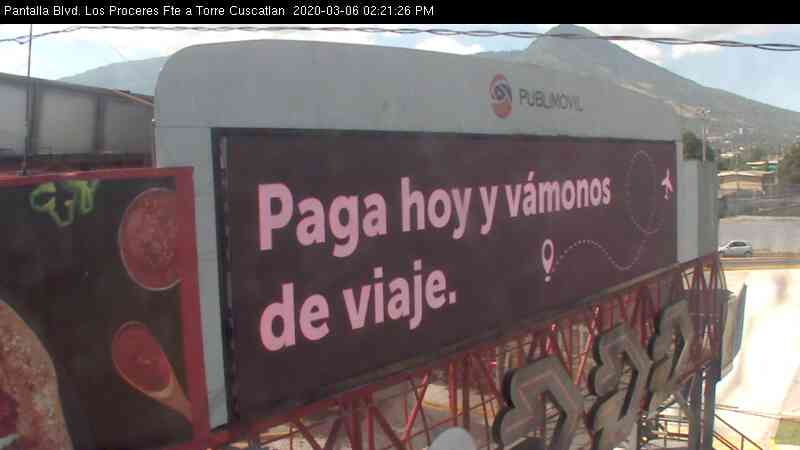 Pantalla Blvd. Los Proceres Fte a Torre Cuscatlan  2020-03-06 02:21:26 PM
PUBLIMOVIL
Paga hoy y vámonos
de viaje.